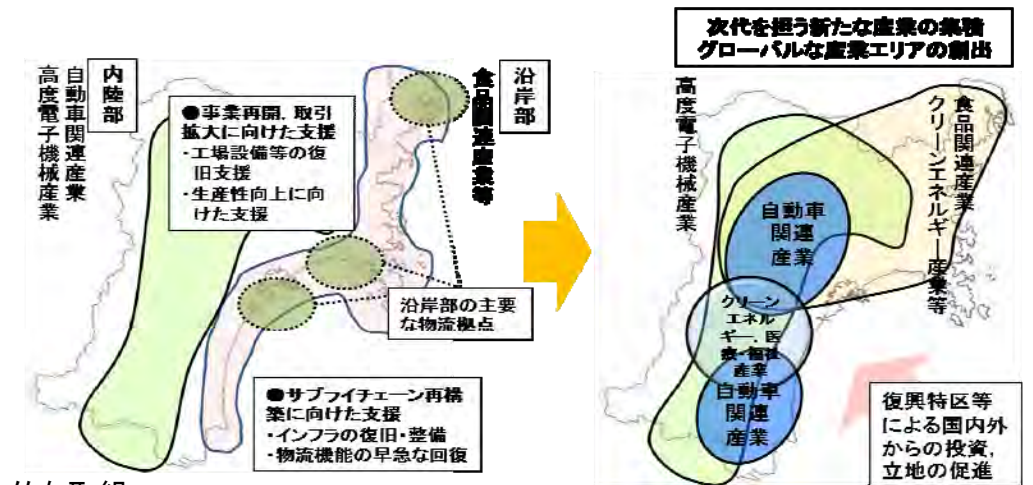 内陸部
自動車関連産業
高度電子機械産業
●事業再開，取引
拡大に向けた支援
・工場設備等の復
旧支援
・生産性向上に向
けた支援
沿岸部
食品関連産業等
沿岸部の主要
な物流拠点
●サプライチェーン再構
築に向けた支援
・インフラの復旧・整備
・物流機能の早急な回復
次代を担う新たな産業の集積
グローバルな産業エリアの創出
高度電子機械産業
食品関連産業
クリーンエネルギー産業等
自動車
関連
産業
クリーン
エネル
ギー，医
療・福祉
産業
自動車
関連
産業
復興特区等
による国内外
からの投資，
立地の促進